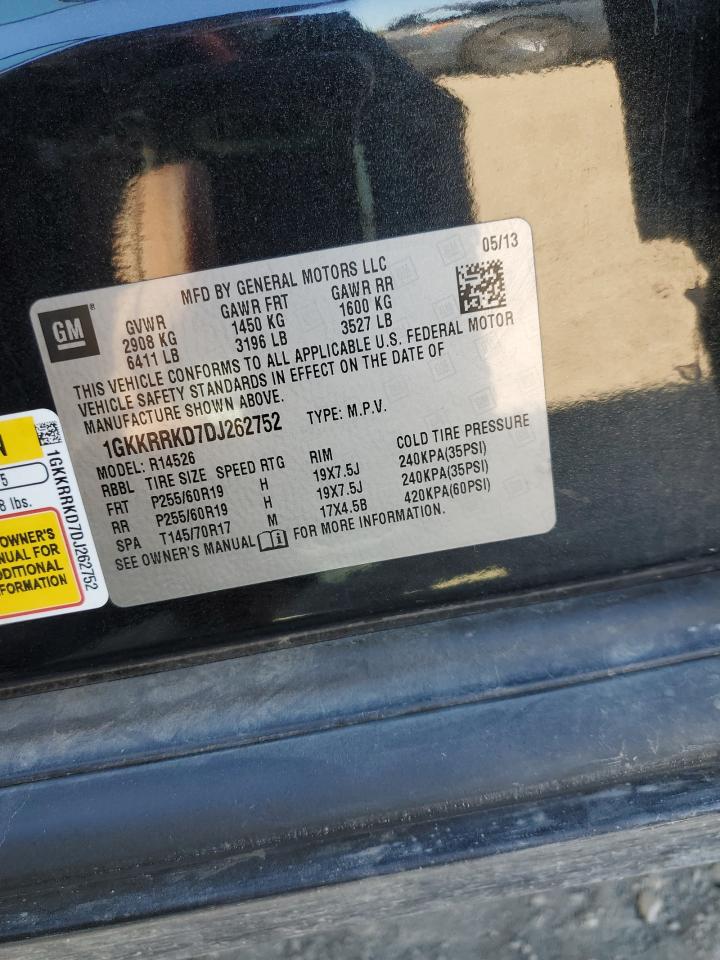 05/13
MFD BY GENERAL MOTORS LLC
GM®
GVWR GAWR FRT GAWR RR
2908 KG 1450 KG 1600 KG
6411 LB 3196 LB 3527 LB
THIS VEHICLE CONFORMS TO ALL APPLICABLE U.S. FEDERAL MOTOR
VEHICLE SAFETY STANDARDS IN EFFECT ON THE DATE OF
MANUFACTURE SHOWN ABOVE.
1GKKRRKD7DJ262752 TYPE: M.P.V.
MODEL: R14526
RBBL TIRE SIZE SPEED RTG RIM COLD TIRE PRESSURE
FRT P255/60R19 H 19X7.5J 240KPA(35PSI)
RR P255/60R19 H 19X7.5J 240KPA(35PSI)
SPA T145/70R17 M 17X4.5B 420KPA(60PSI)
SEE OWNER'S MANUAL FOR MORE INFORMATION.
N
5
8 lbs.
OWNER'S
NUAL FOR
DDITIONAL
FORMATION
1GKKRRKD7DJ262752